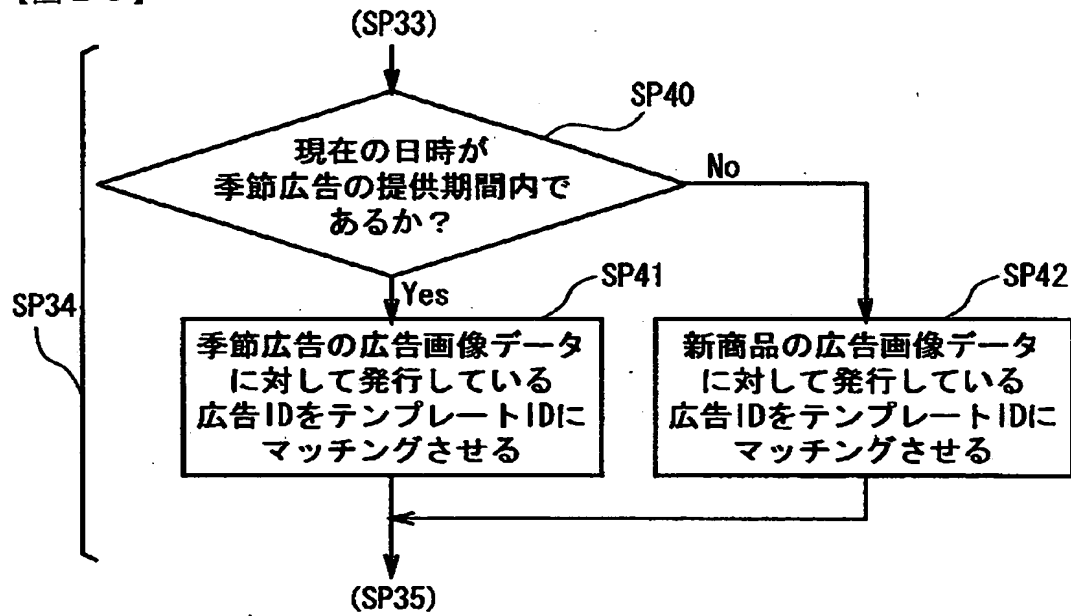 (SP33)
SP40
現在の日時が
季節広告の提供期間内で
あるか?
No
Yes
SP41
SP42
SP34
季節広告の広告画像データ
に対して発行している
広告IDをテンプレートIDに
マッチングさせる
新商品の広告画像データ
に対して発行している
広告IDをテンプレートIDに
マッチングさせる
(SP35)